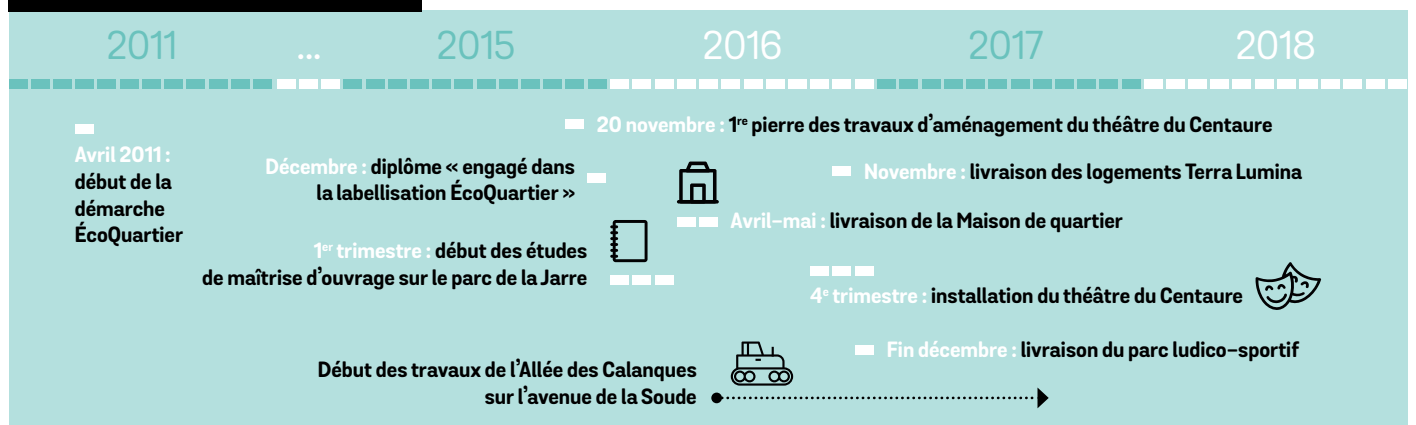 2011 ... 2015 2016 2017 2018
20 novembre : 1re pierre des travaux d’aménagement du théâtre du Centaure
Avril 2011 :
début de la
démarche
ÉcoQuartier
Décembre : diplôme « engagé dans
la labellisation ÉcoQuartier »
Novembre : livraison des logements Terra Lumina
Avril–mai : livraison de la Maison de quartier
1er trimestre : début des études
de maîtrise d’ouvrage sur le parc de la Jarre
4e trimestre : installation du théâtre du Centaure
Fin décembre : livraison du parc ludico–sportif
Début des travaux de l’Allée des Calanques
sur l’avenue de la Soude